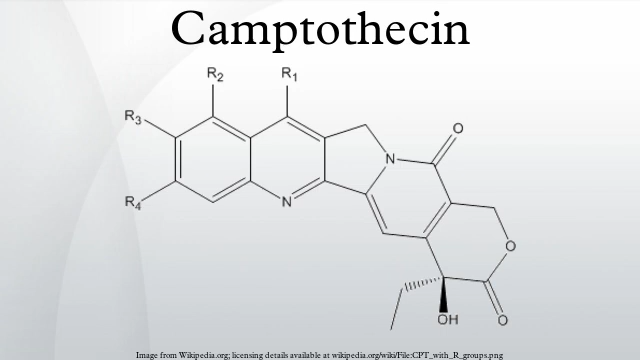 Camptothecin
R2 R1
R3
O
N
R4
N
O
OH
O
Image from Wikipedia.org; licensing details available at wikipedia.org/wiki/File:CPT_with_R_groups.png